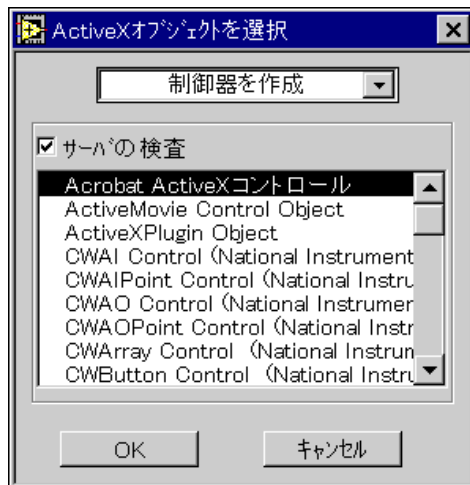 ActiveXｵﾌﾞｼﾞｪｸﾄを選択
制御器を作成
サーバの検査
Acrobat ActiveXコントロール
ActiveMovie Control Object
ActiveXPlugin Object
CWAI Control (National Instrument
CWAIPoint Control (National Instru
CWAO Control (National Instrumer
CWAOPoint Control (National Instr
CWArray Control (National Instrun
CWButton Control (National Instru
OK
ｷｬﾝｾﾙ